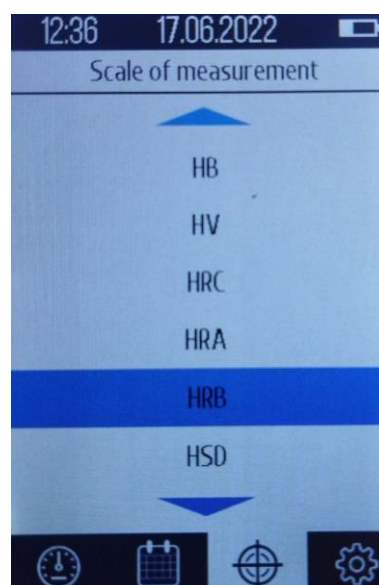 12:36 17.06.2022
Scale of measurement
HB
HV
HRC
HRA
HRB
HSD